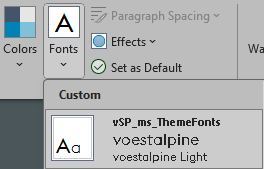 Colors
A
Fonts
Paragraph Spacing
Effects
Set as Default
Wa
Custom
Aa
vSP_ms_ThemeFonts
voestalpine
voestalpine Light